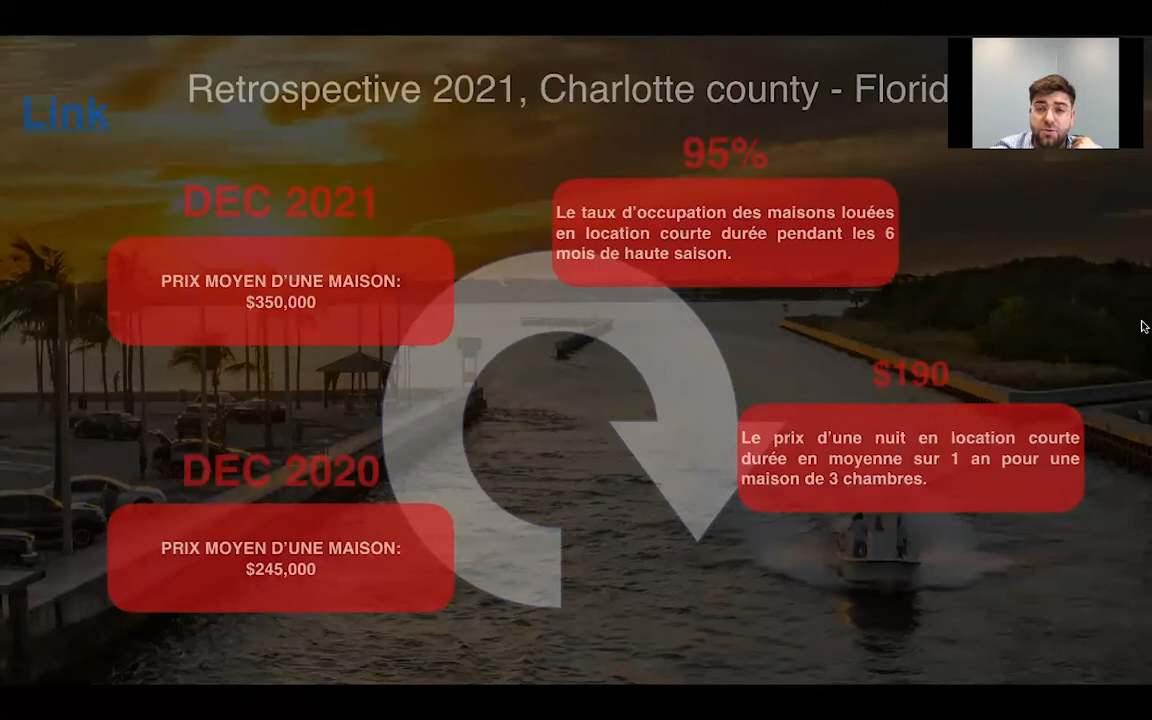 Retrospective 2021, Charlotte county - Florid
Link
95%
DEC 2021
Le taux d’occupation des maisons louées
en location courte durée pendant les 6
mois de haute saison.
PRIX MOYEN D’UNE MAISON:
$350,000
$190
Le prix d’une nuit en location courte
durée en moyenne sur 1 an pour une
maison de 3 chambres.
DEC 2020
PRIX MOYEN D’UNE MAISON:
$245,000